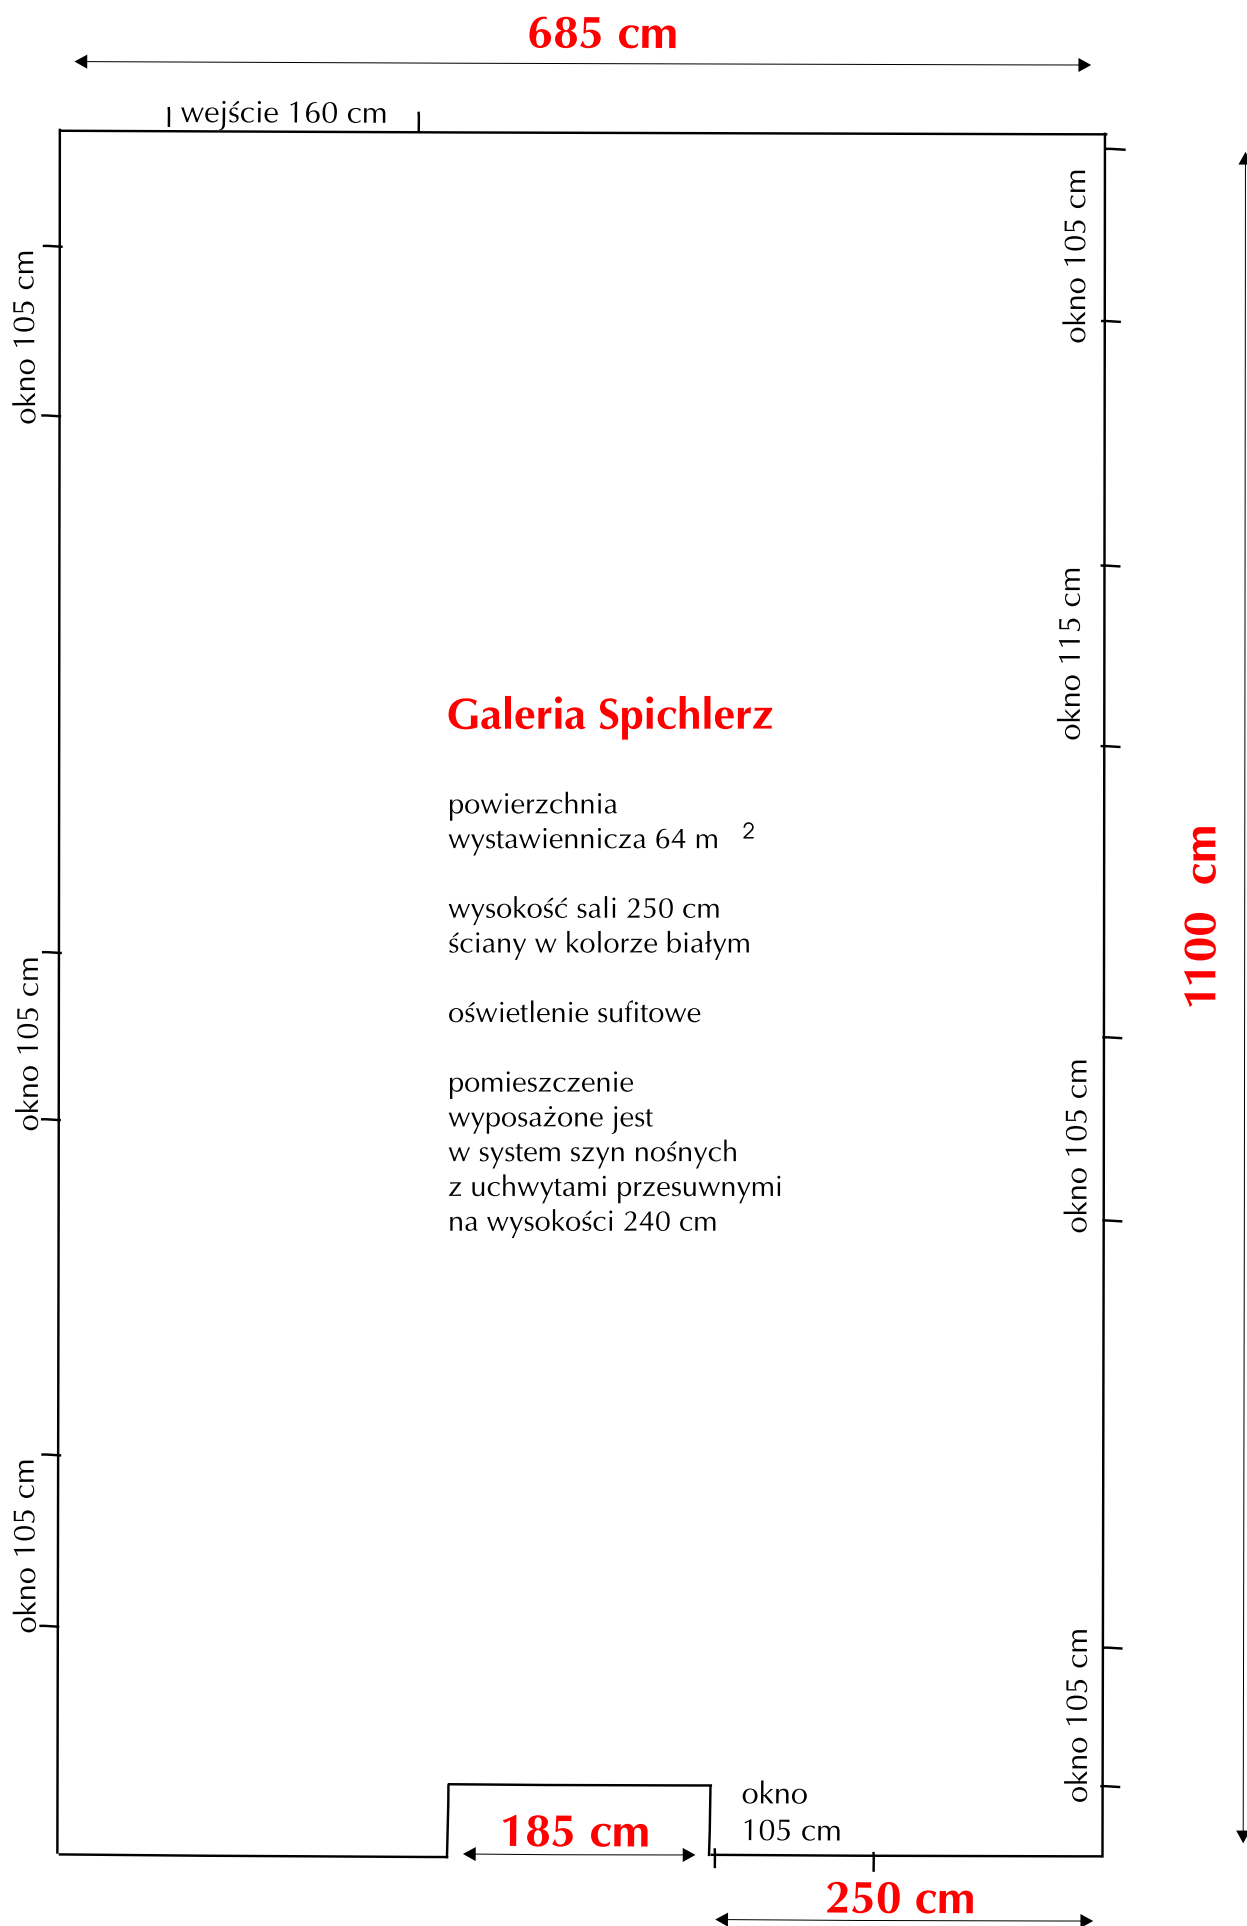 685 cm
wejście 160 cm
okno 105 cm
okno 105 cm
okno 115 cm
Galeria Spichlerz
powierzchnia
wystawiennicza 64 m 2
wysokość sali 250 cm
ściany w kolorze białym
oświetlenie sufitowe
pomieszczenie
wyposażone jest
w system szyn nośnych
z uchwytami przesuwnymi
na wysokości 240 cm
1100 cm
okno 105 cm
okno 105 cm
okno 105 cm
okno 105 cm
okno
105 cm
185 cm
250 cm